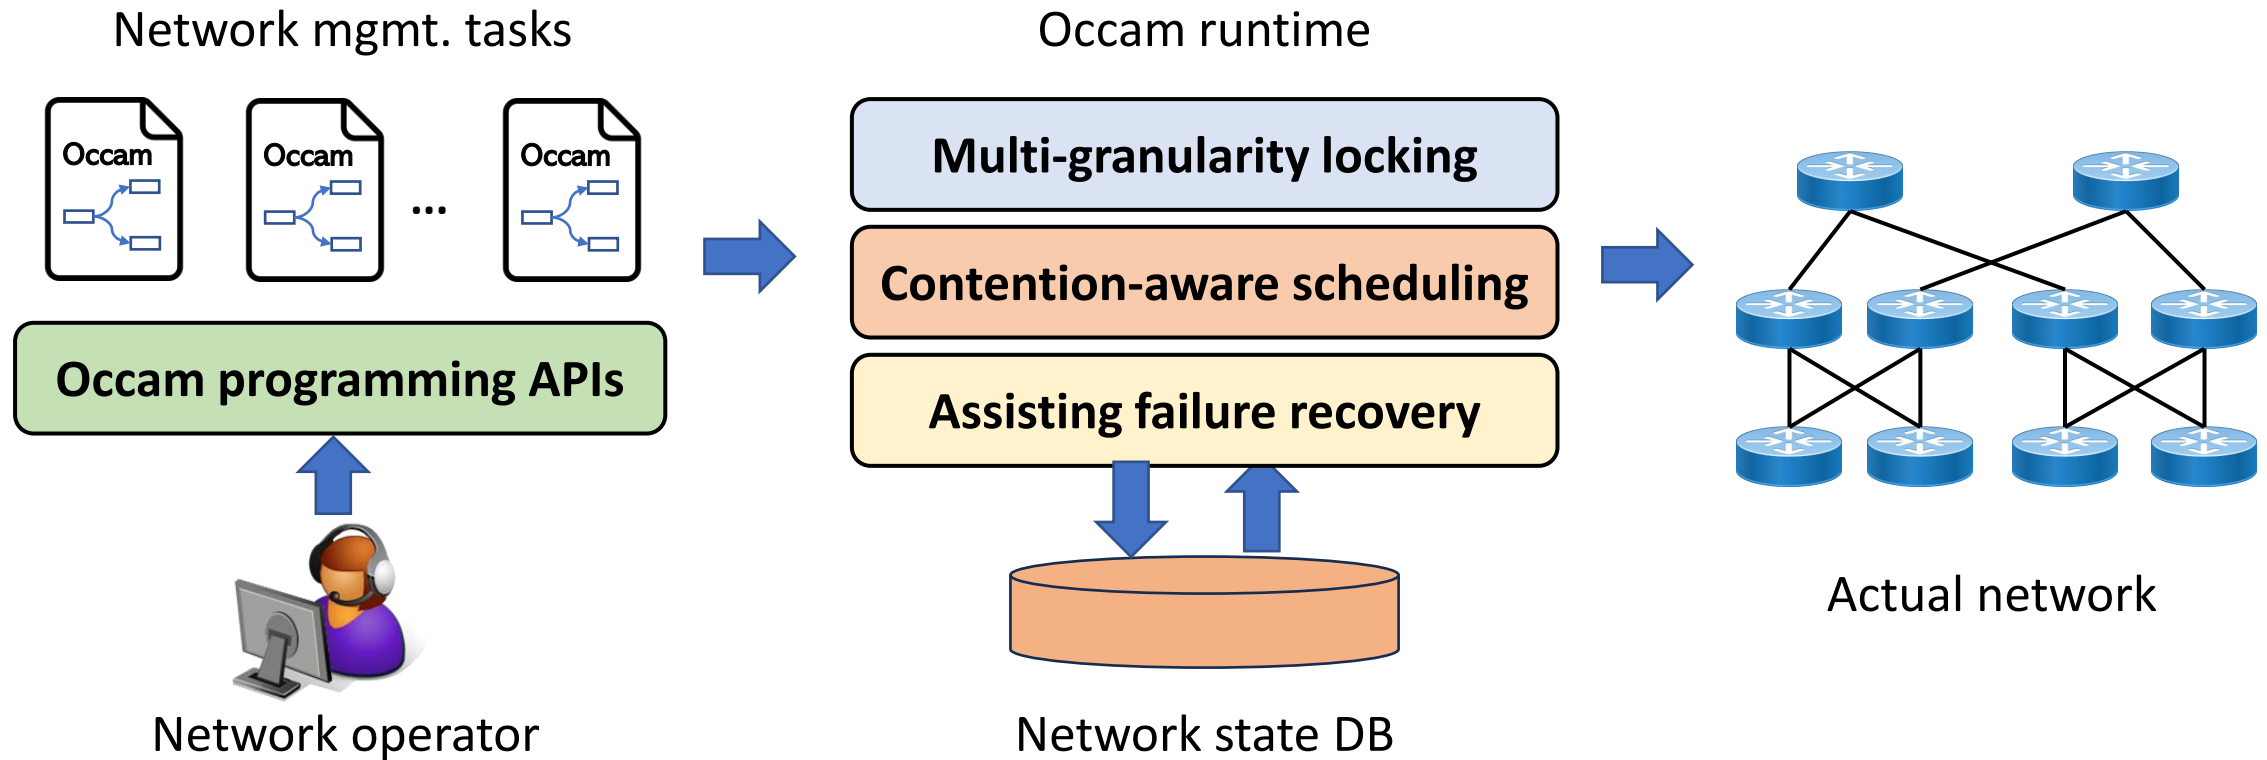 Network mgmt. tasks
Occam
Occam
...
Occam
Occam programming APIs
Network operator
Occam runtime
Multi-granularity locking
Contention-aware scheduling
Assisting failure recovery
Network state DB
Actual network